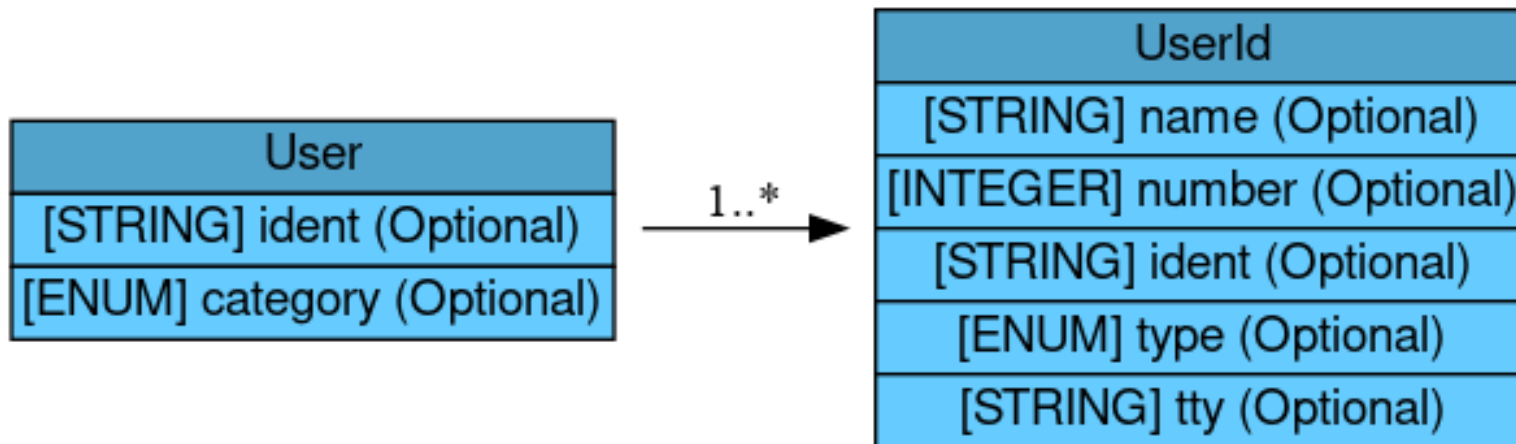 User
[STRING] ident (Optional)
[ENUM] category (Optional)
1..*
UserId
[STRING] name (Optional)
[INTEGER] number (Optional)
[STRING] ident (Optional)
[ENUM] type (Optional)
[STRING] tty (Optional)